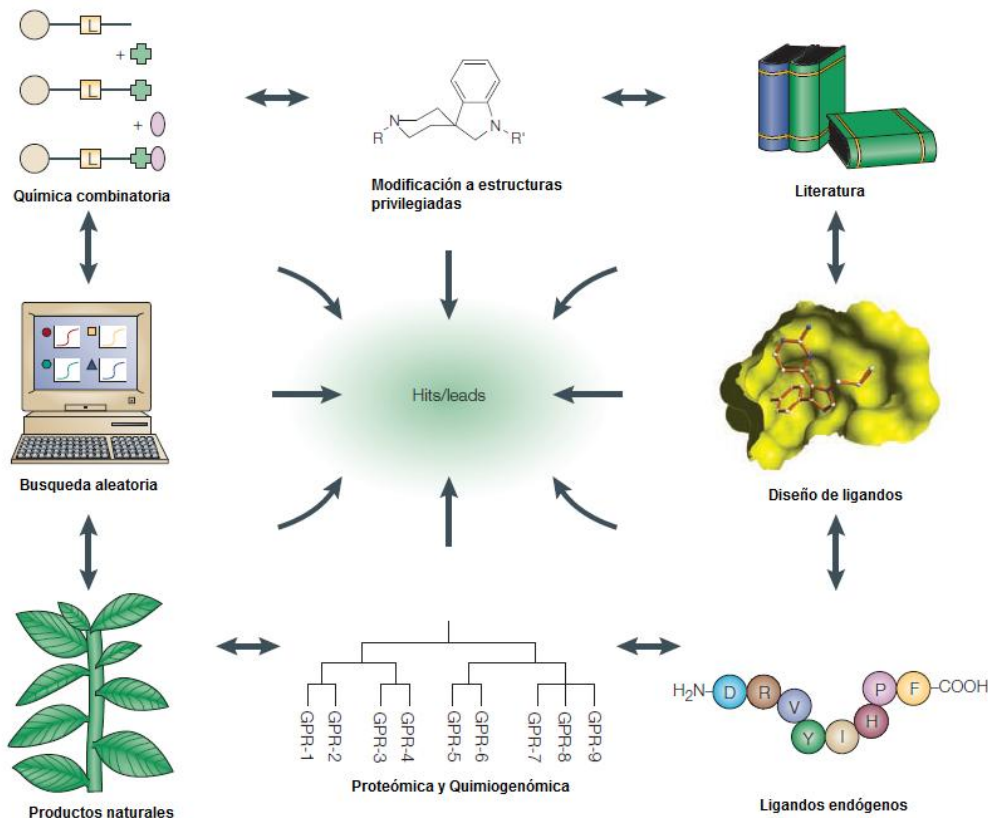 L
+
L
+
L
Química combinatoria
N
R
N
R'
Modificación a estructuras
privilegiadas
Literatura
Busqueda aleatoria
Hits/leads
Diseño de ligandos
Productos naturales
GPR-1
GPR-2
GPR-3
GPR-4
GPR-5
GPR-6
GPR-7
GPR-8
GPR-9
Proteómica y Quimiogenómica
H₂N D R V Y I H P F COOH
Ligandos endógenos